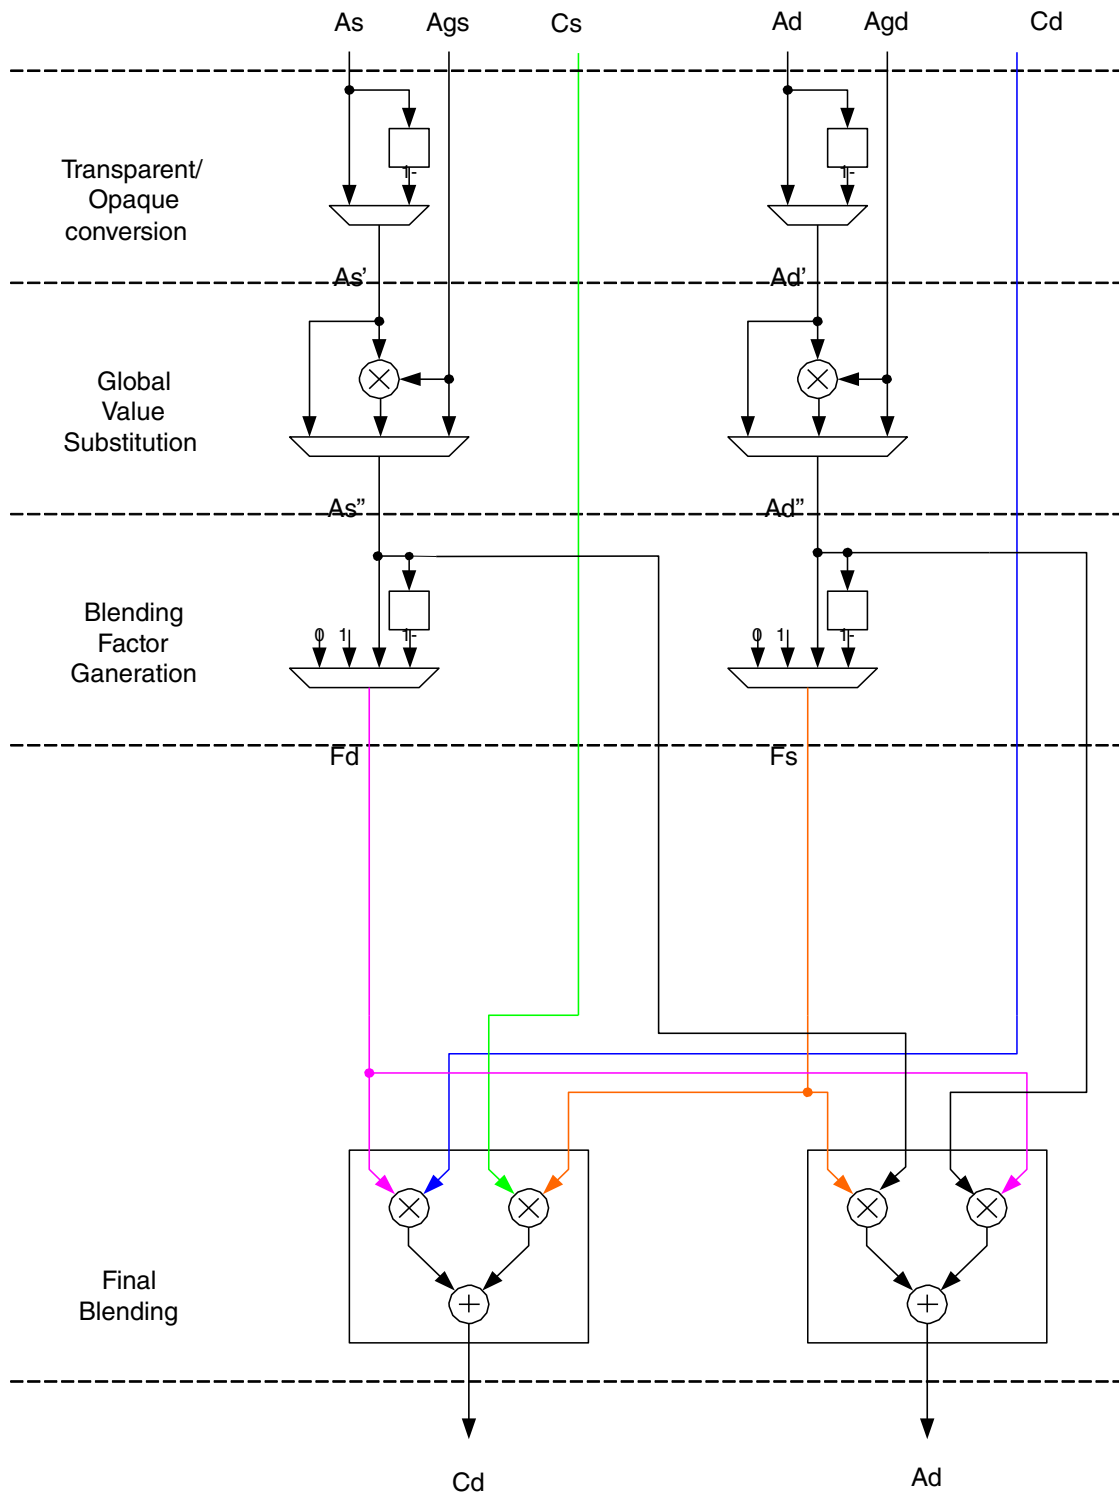 As Ags Cs Ad Agd Cd
Transparent/
Opaque
conversion
1- 1-
As’ Ad’
Global
Value
Substitution
As” Ad”
Blending
Factor
Ganeration
0 1 1- 0 1 1-
Fd Fs
Final
Blending
Cd Ad